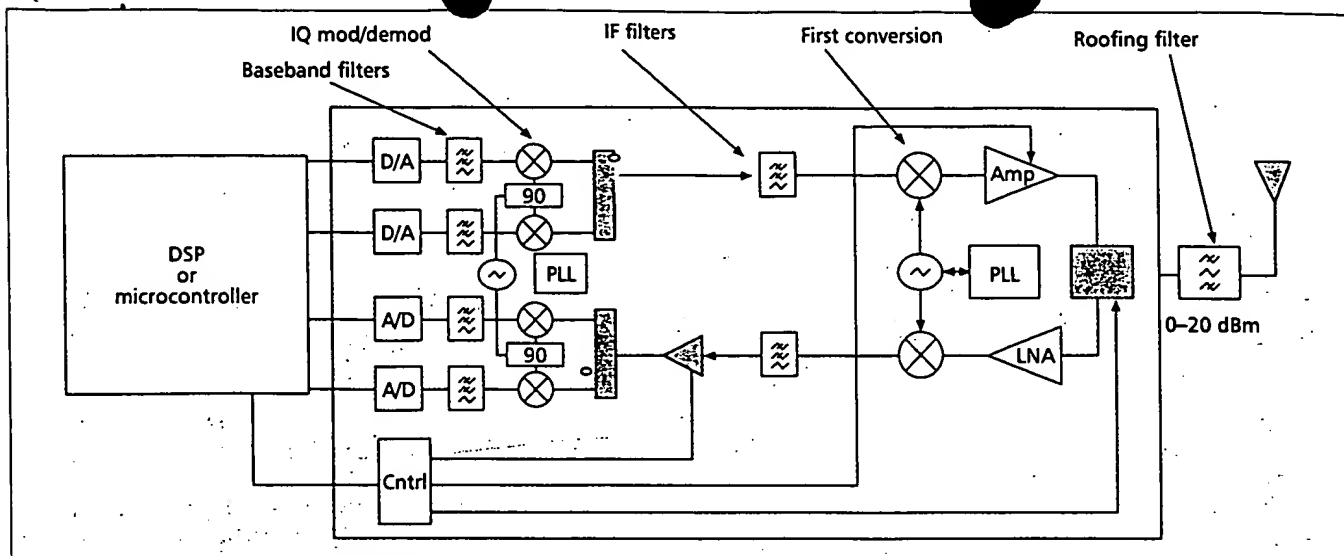 IQ mod/demod
IF filters
First conversion
Roofing filter
Baseband filters
D/A
Amp
90
D/A
DSP
or
microcontroller
PLL
PLL
0–20 dBm
A/D
90
LNA
A/D
Cntrl